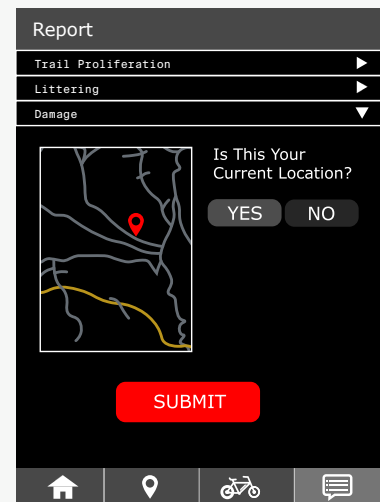 Report
Trail Proliferation
Littering
Damage
Is This Your
Current Location?
YES
NO
SUBMIT